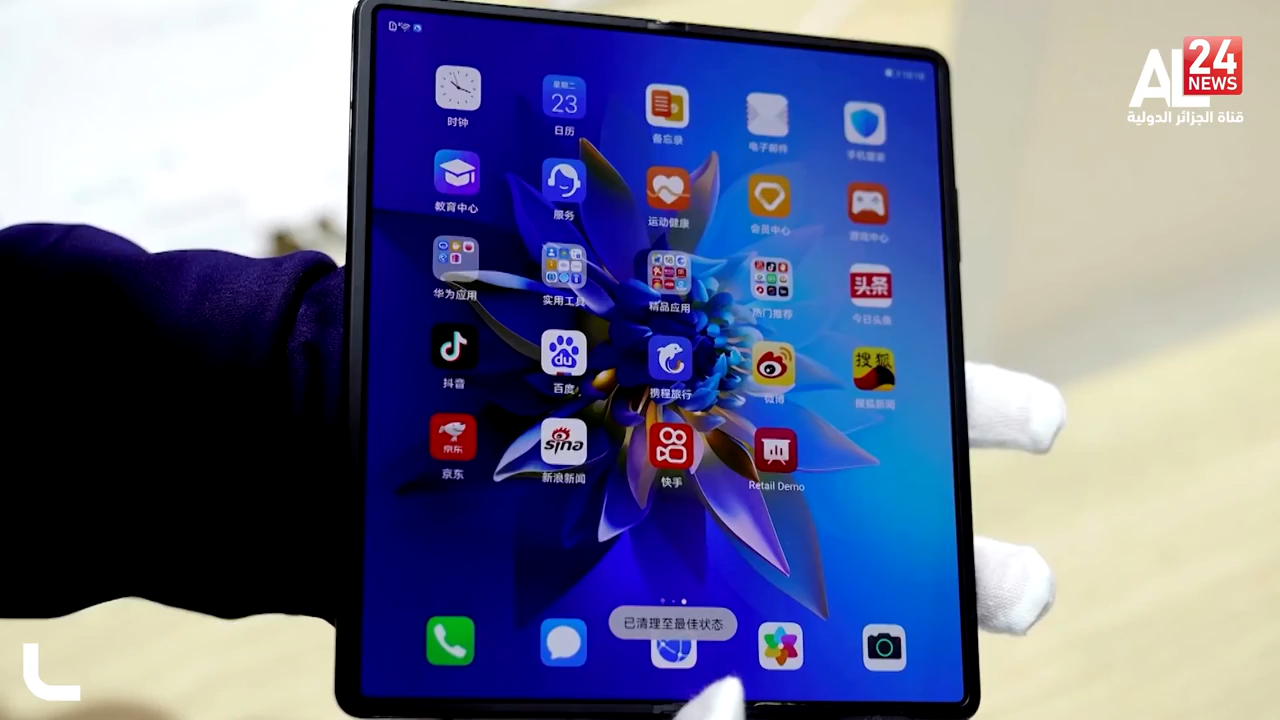 AL
24
NEWS
قناة الجزائر الدولية
星期二
23
时钟
日历
备忘录
电子邮件
手机管家
教育中心
服务
运动健康
会员中心
游戏中心
华为应用
实用工具
精品应用
热门推荐
头条
今日头条
抖音
du
百度
携程旅行
微博
搜狐
搜狐新闻
京东
京东
sina
新浪新闻
快手
Retail Demo
已清理至最佳状态